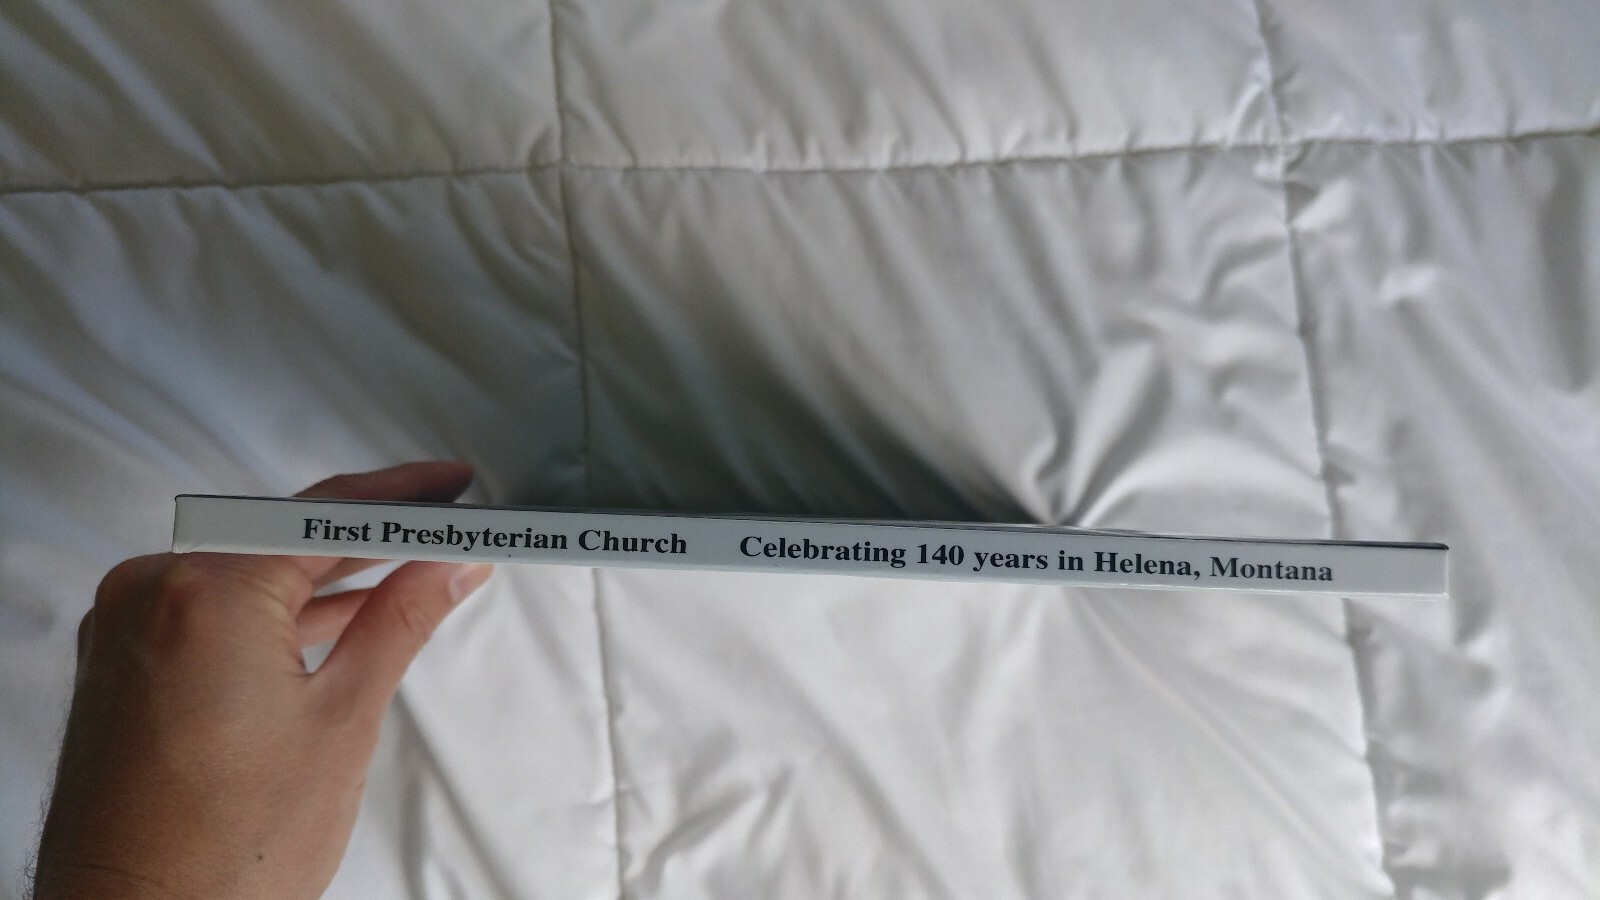 First Presbyterian Church Celebrating 140 years in Helena, Montana